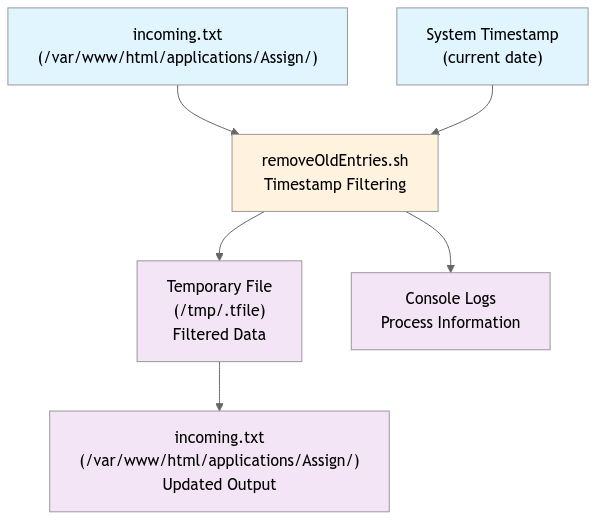 incoming.txt
(/var/www/html/applications/Assign/)
System Timestamp
(current date)
removeOldEntries.sh
Timestamp Filtering
Temporary File
(/tmp/.tfile)
Filtered Data
Console Logs
Process Information
incoming.txt
(/var/www/html/applications/Assign/)
Updated Output